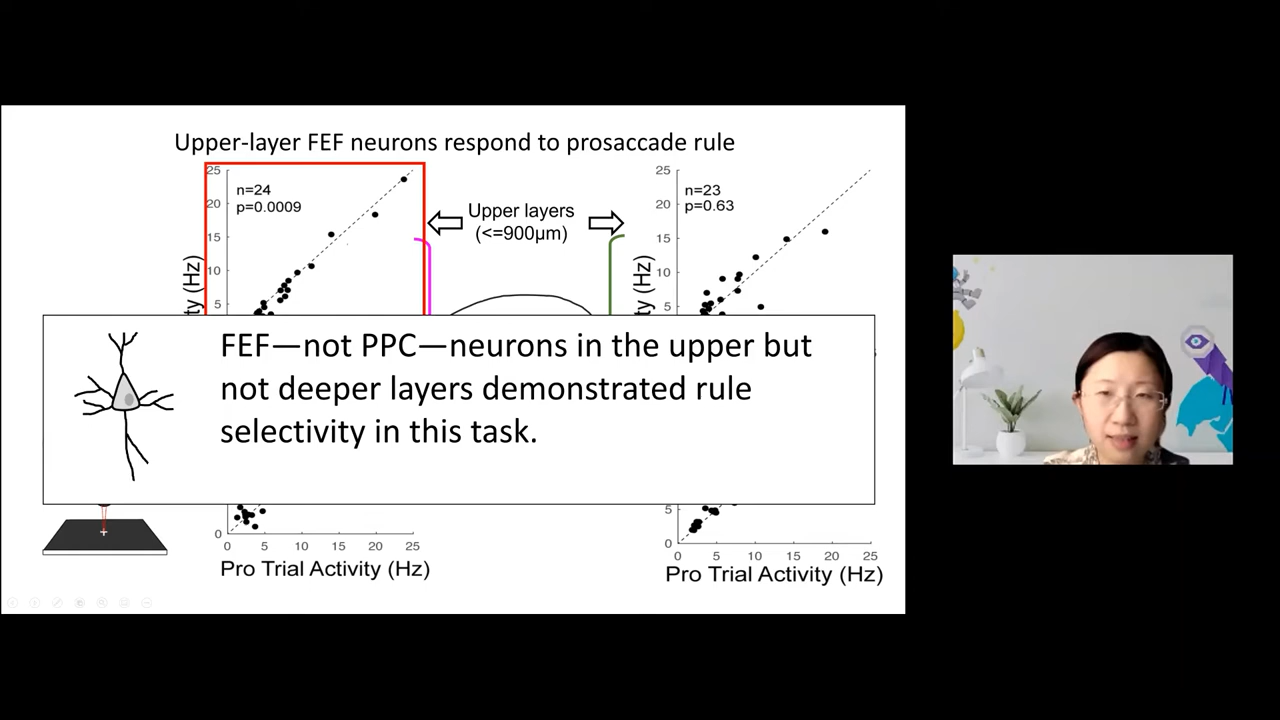 Upper-layer FEF neurons respond to prosaccade rule
25
n=24
p=0.0009
20
15
10
5
ty (Hz)
Upper layers
(<=900µm)
25
n=23
p=0.63
20
15
10
5
ty (Hz)
FEF—not PPC—neurons in the upper but
not deeper layers demonstrated rule
selectivity in this task.
0
0 5 10 15 20 25
Pro Trial Activity (Hz)
5
0
0 5 10 15 20 25
Pro Trial Activity (Hz)